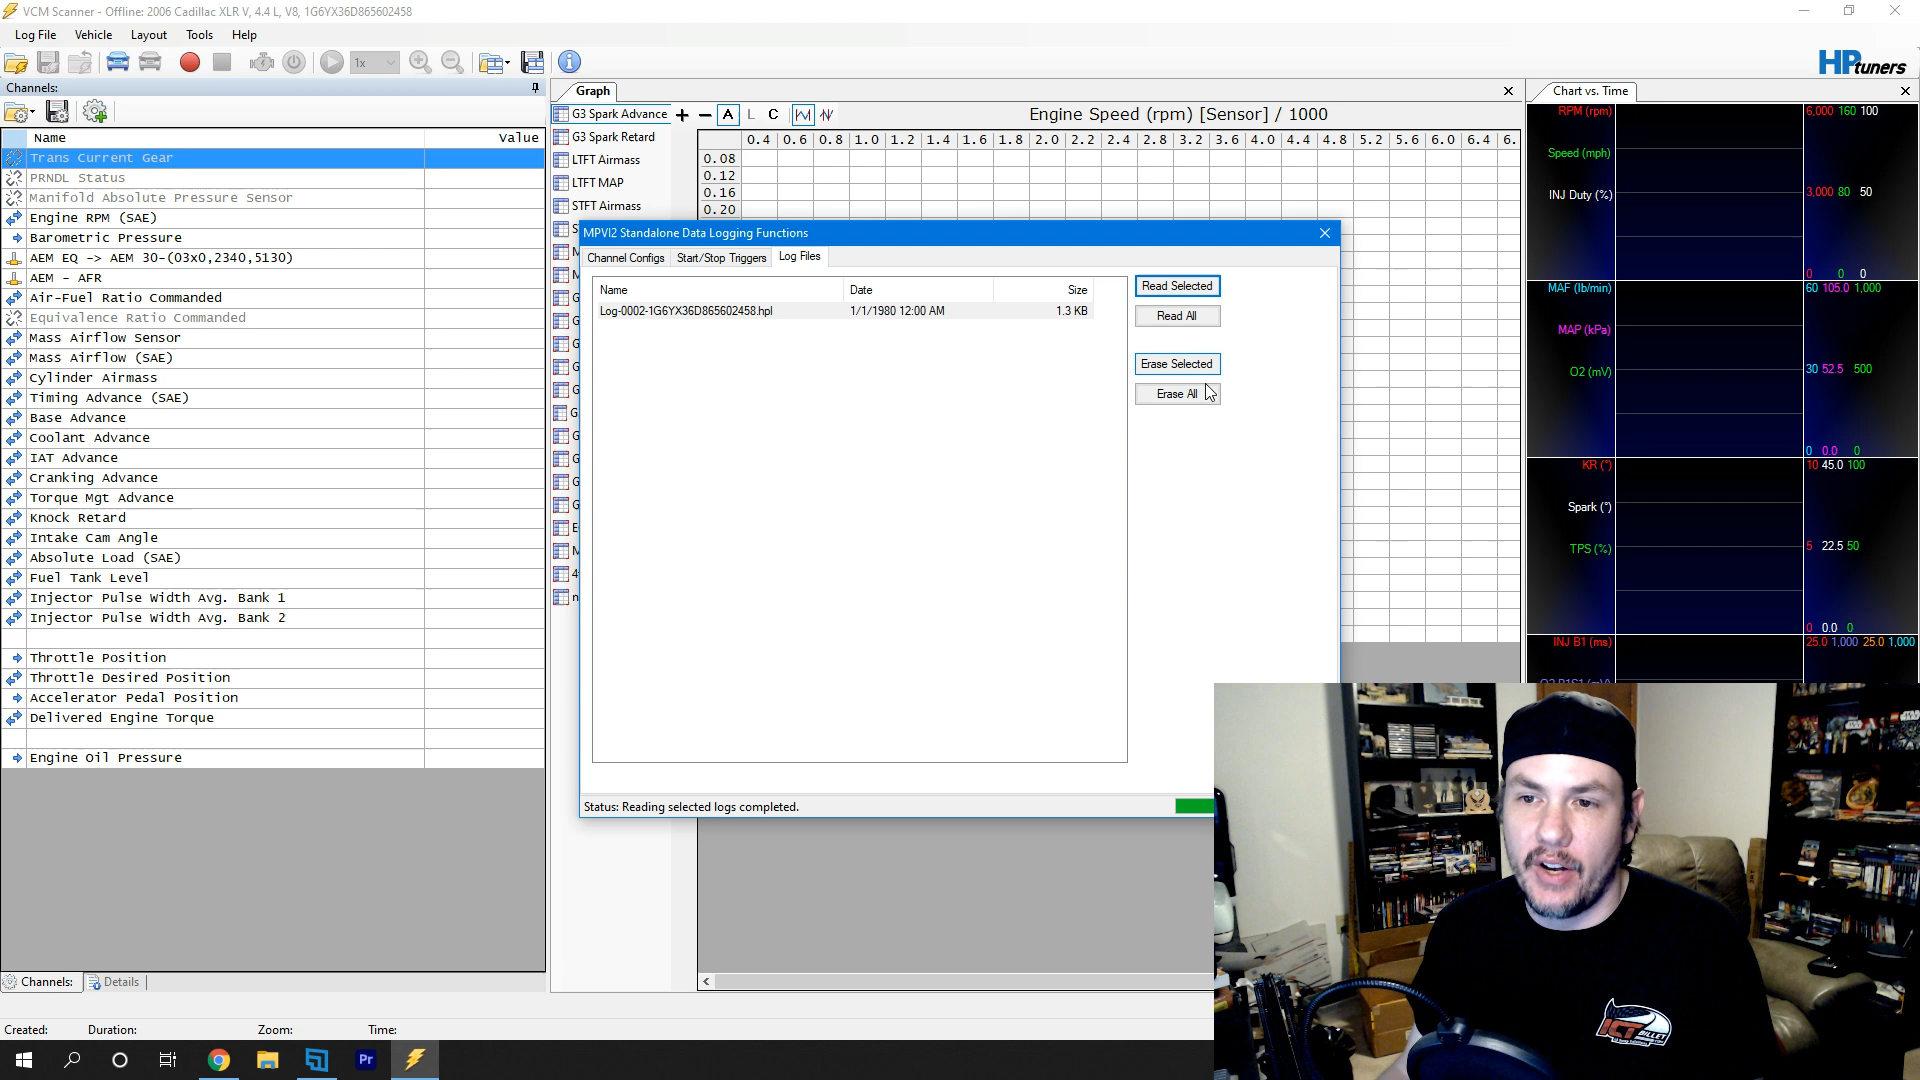 VCM Scanner - Offline: 2006 Cadillac XLR V, 4.4 L, V8, 1G6YX36D865602458
Log File Vehicle Layout Tools Help
1x
HPtuners
Channels:
Name Value
Trans Current Gear
PRNDL Status
Manifold Absolute Pressure Sensor
Engine RPM (SAE)
Barometric Pressure
AEM EQ -> AEM 30-(03x0,2340,5130)
AEM - AFR
Air-Fuel Ratio Commanded
Equivalence Ratio Commanded
Mass Airflow Sensor
Mass Airflow (SAE)
Cylinder Airmass
Timing Advance (SAE)
Base Advance
Coolant Advance
IAT Advance
Cranking Advance
Torque Mgt Advance
Knock Retard
Intake Cam Angle
Absolute Load (SAE)
Fuel Tank Level
Injector Pulse Width Avg. Bank 1
Injector Pulse Width Avg. Bank 2
Throttle Position
Throttle Desired Position
Accelerator Pedal Position
Delivered Engine Torque
Engine Oil Pressure
Channels: Details
Created: Duration: Zoom: Time:
Graph
G3 Spark Advance
G3 Spark Retard
LTFT Airmass
LTFT MAP
STFT Airmass
A L C
Engine Speed (rpm) [Sensor] / 1000
0.4 0.6 0.8 1.0 1.2 1.4 1.6 1.8 2.0 2.2 2.4 2.8 3.2 3.6 4.0 4.4 4.8 5.2 5.6 6.0 6.4 6.
0.08
0.12
0.16
0.20
MPVI2 Standalone Data Logging Functions
Channel Configs Start/Stop Triggers Log Files
Name Date Size
Log-0002-1G6YX36D865602458.hpl 1/1/1980 12:00 AM 1.3 KB
Read Selected
Read All
Erase Selected
Erase All
Status: Reading selected logs completed.
Chart vs. Time
RPM (rpm) 6,000 160 100
Speed (mph)
INJ Duty (%) 3,000 80 50
0 0 0
MAF (lb/min) 60 105.0 1,000
MAP (kPa)
O2 (mV) 30 52.5 500
0 0.0 0
KR (°) 10 45.0 100
Spark (°)
TPS (%) 5 22.5 50
0 0.0 0
INJ B1 (ms) 25.0 1,000 25.0 1,000
Pr
ICT BILLET